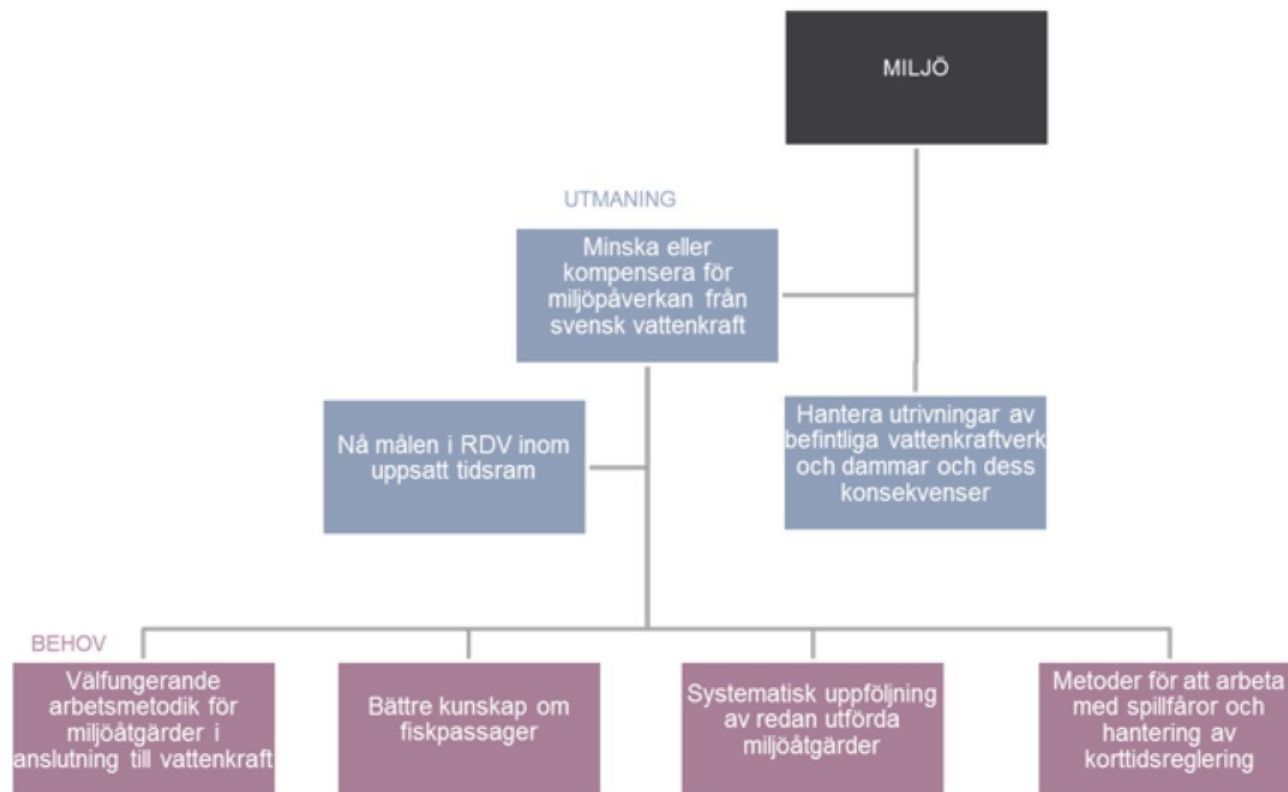 MILJÖ
UTMANING
Minska eller
kompensera för
miljöpåverkan från
svensk vattenkraft
Nå målen i RDV inom
uppsatt tidsram
Hantera utrivningar av
befintliga vattenkraftverk
och dammar och dess
konsekvenser
BEHOV
Välfungerande
arbetsmetodik för
miljöåtgärder i
anslutning till vattenkraft
Bättre kunskap om
fiskpassager
Systematisk uppföljning
av redan utförda
miljöåtgärder
Metoder för att arbeta
med spillfåror och
hantering av
korttidsreglering